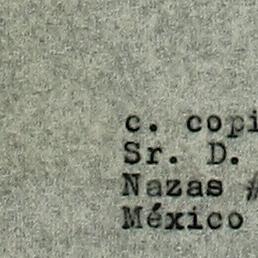 c. copi
Sr. D.
Nazas #
México